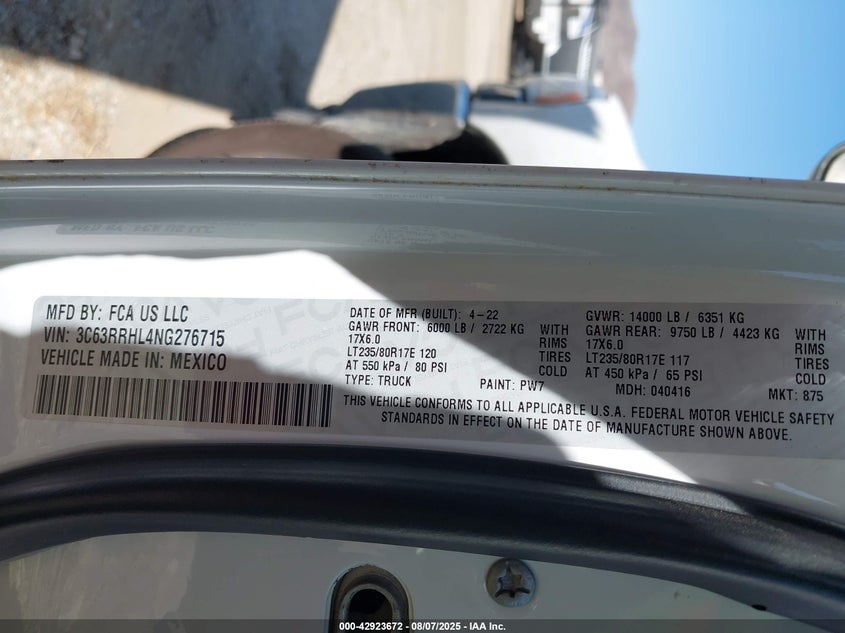 MFD BY: FCA US LLC
VIN: 3C63RRHL4NG276715
VEHICLE MADE IN: MEXICO
DATE OF MFR (BUILT): 4-22
GAWR FRONT: 6000 LB / 2722 KG WITH
17X6.0 RIMS
LT235/80R17E 120 TIRES
AT 550 kPa / 80 PSI COLD
TYPE: TRUCK PAINT: PW7
GVWR: 14000 LB / 6351 KG
GAWR REAR: 9750 LB / 4423 KG WITH
17X6.0 RIMS
LT235/80R17E 117 TIRES
AT 450 kPa / 65 PSI COLD
MDH: 040416 MKT: 875
THIS VEHICLE CONFORMS TO ALL APPLICABLE U.S.A. FEDERAL MOTOR VEHICLE SAFETY
STANDARDS IN EFFECT ON THE DATE OF MANUFACTURE SHOWN ABOVE.
000-42923672 - 08/07/2025 - IAA Inc.